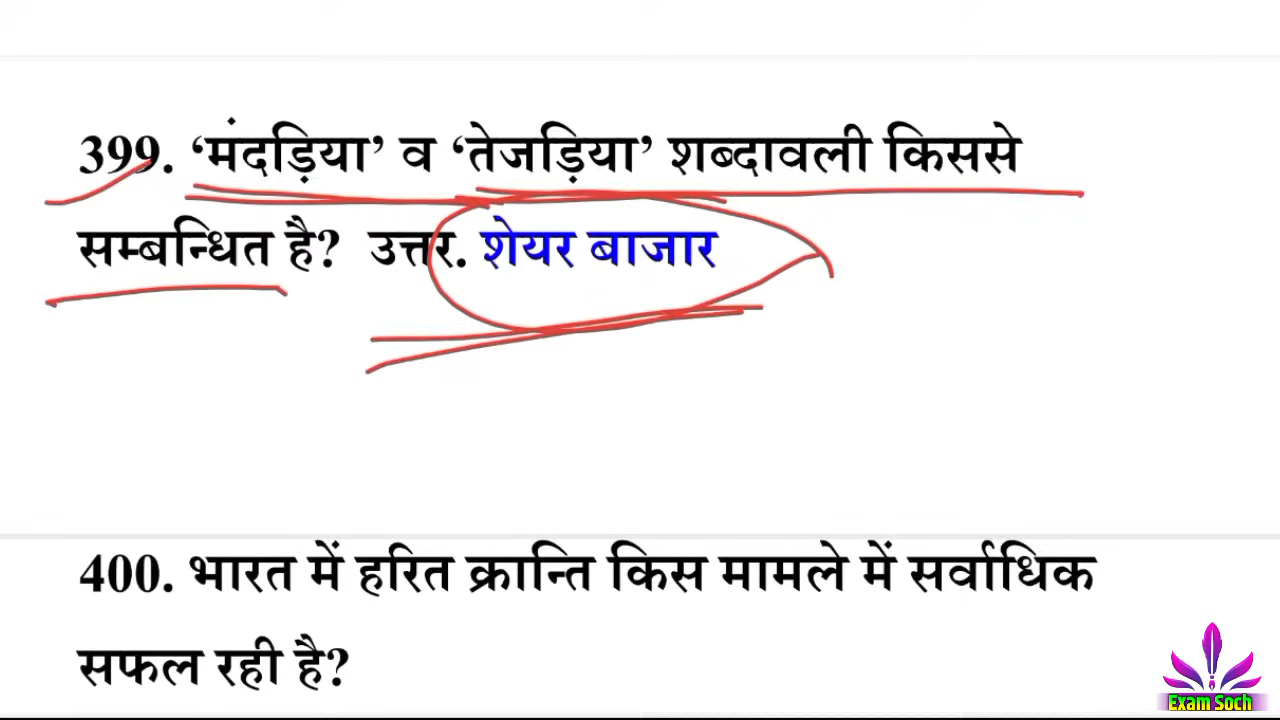 399. ‘मंदड़िया’ व ‘तेजड़िया’ शब्दावली किससे
सम्बन्धित है? उत्तर. शेयर बाजार
400. भारत में हरित क्रान्ति किस मामले में सर्वाधिक
सफल रही है?
Exam Soch